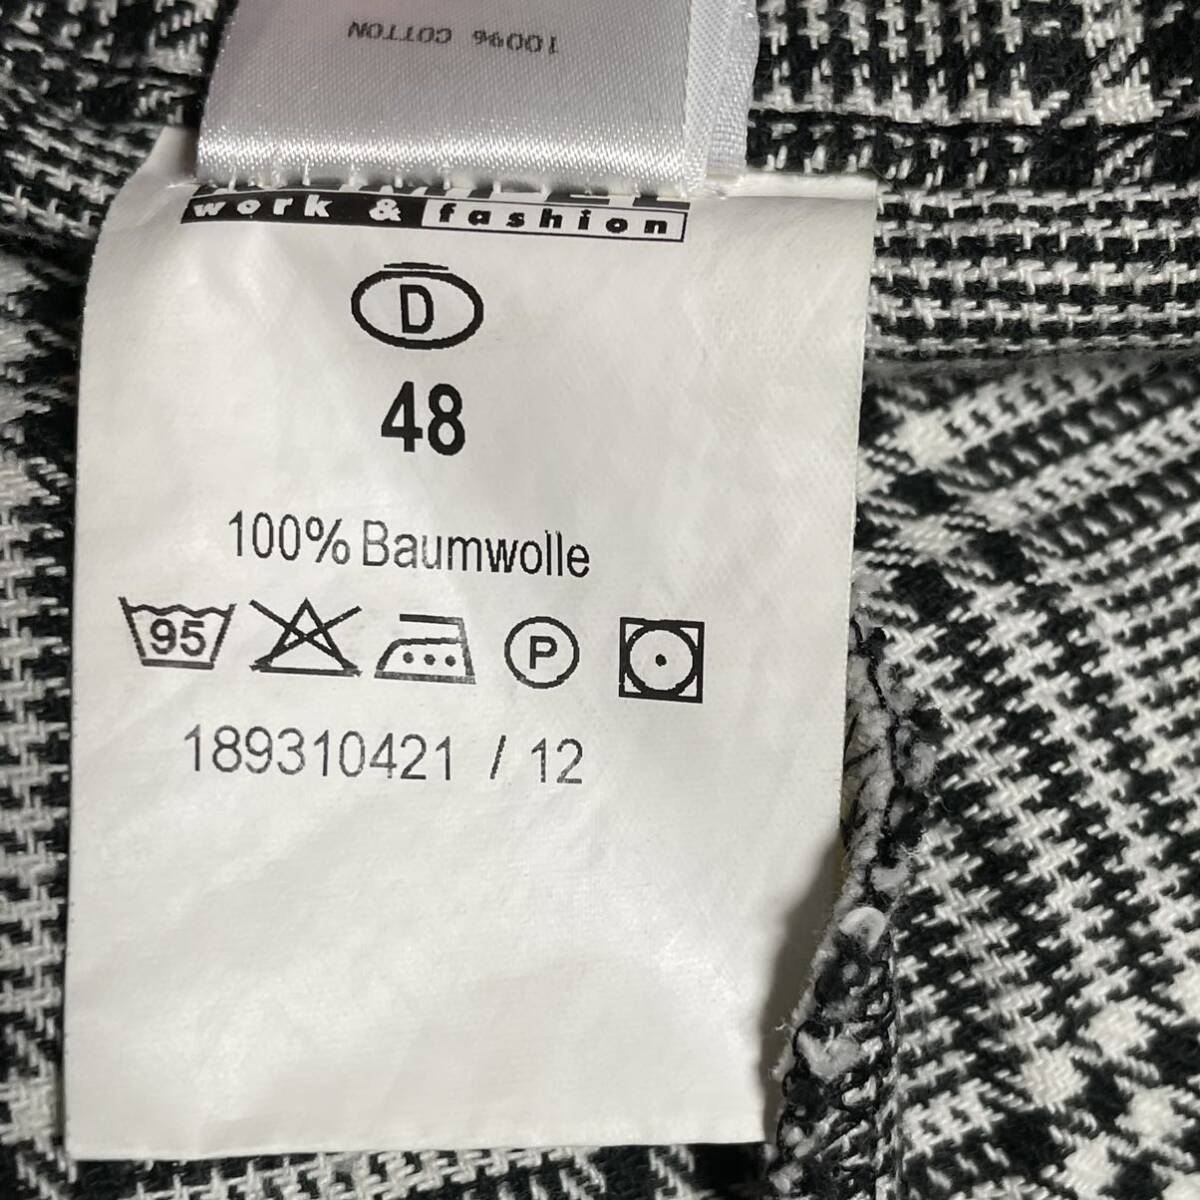 100% COTTON
work & fashion
D
48
100% Baumwolle
95 P
189310421 / 12